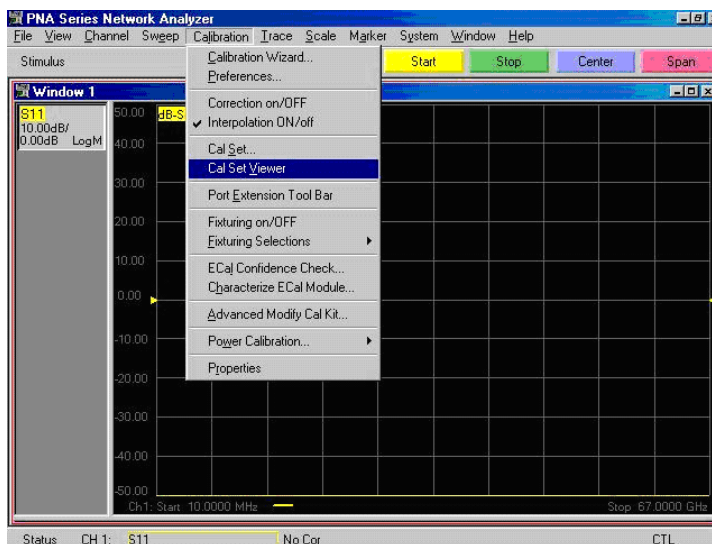 PNA Series Network Analyzer
File View Channel Sweep Calibration Trace Scale Marker System Window Help
Stimulus
Start Stop Center Span
Calibration Wizard...
Preferences...
Correction on/OFF
Interpolation ON/off
Cal Set...
Cal Set Viewer
Port Extension Tool Bar
Fixturing on/OFF
Fixturing Selections
ECal Confidence Check...
Characterize ECal Module...
Advanced Modify Cal Kit...
Power Calibration...
Properties
Window 1
S11
10.00dB/
0.00dB LogM
50.00 dB-S
40.00
30.00
20.00
10.00
0.00
-10.00
-20.00
-30.00
-40.00
-50.00
Ch1: Start 10.0000 MHz Stop 67.0000 GHz
Status CH 1: S11 No Cor CTL